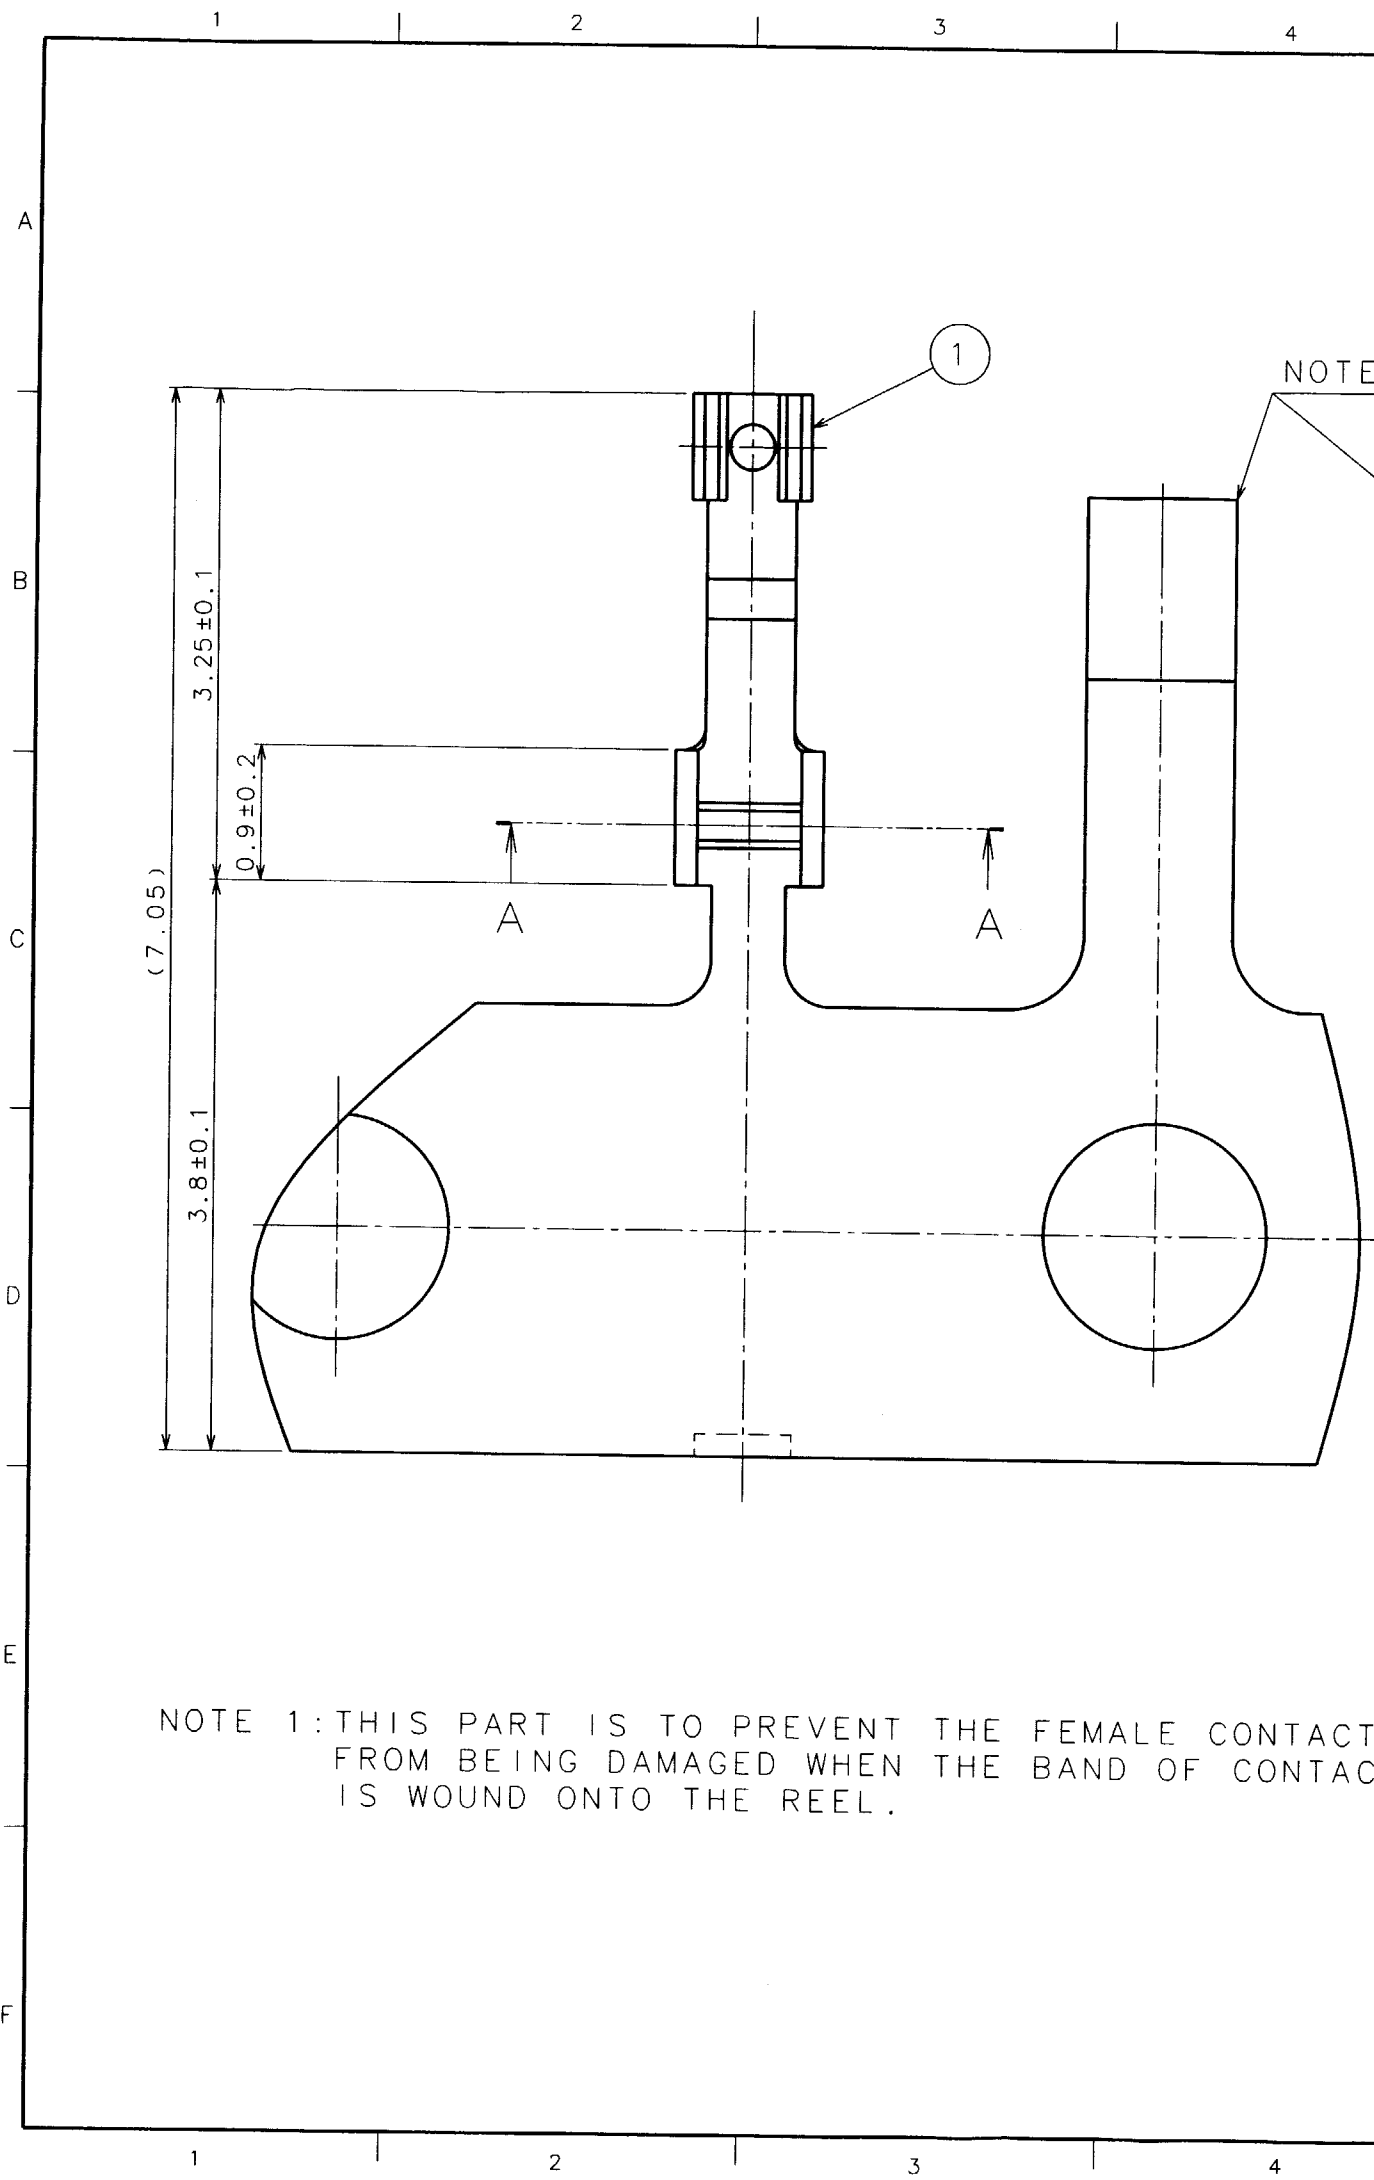 1 2 3 4
A
1
NOTE
B
3.25±0.1
0.9±0.2
(7.05)
A A
C
3.8±0.1
D
E
NOTE 1:THIS PART IS TO PREVENT THE FEMALE CONTACT
FROM BEING DAMAGED WHEN THE BAND OF CONTAC
IS WOUND ONTO THE REEL.
F
1 2 3 4